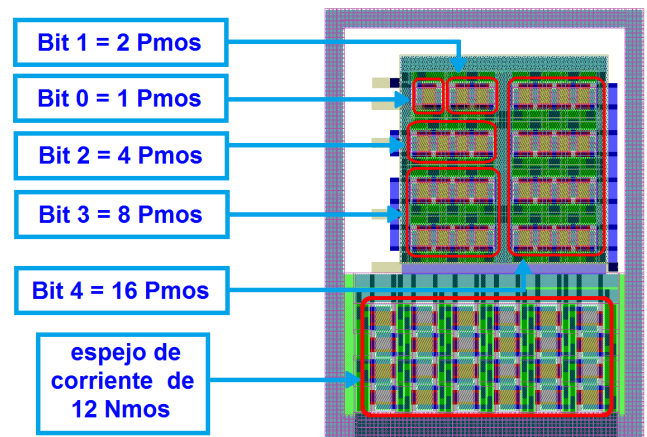 Bit 1 = 2 Pmos
Bit 0 = 1 Pmos
Bit 2 = 4 Pmos
Bit 3 = 8 Pmos
Bit 4 = 16 Pmos
espejo de
corriente de
12 Nmos